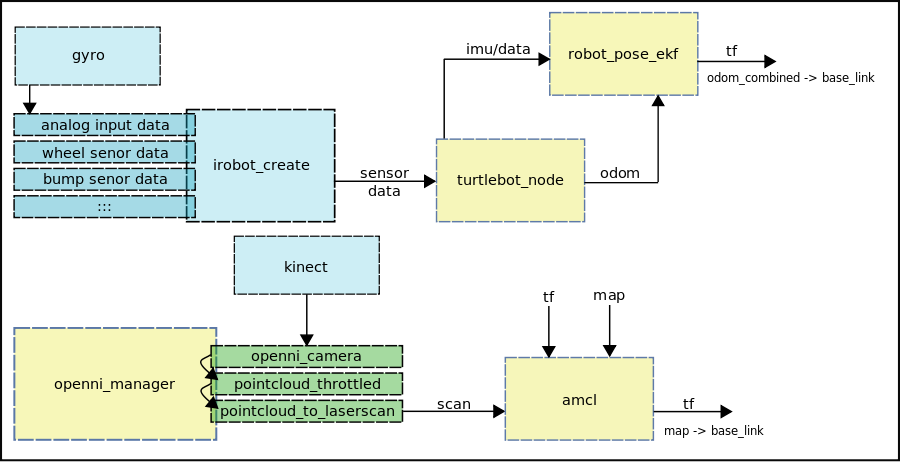 gyro
analog input data
wheel senor data
bump senor data
:::
irobot_create
sensor
data
turtlebot_node
imu/data
odom
robot_pose_ekf
tf
odom_combined -> base_link
kinect
openni_manager
openni_camera
pointcloud_throttled
pointcloud_to_laserscan
scan
tf
map
amcl
tf
map -> base_link